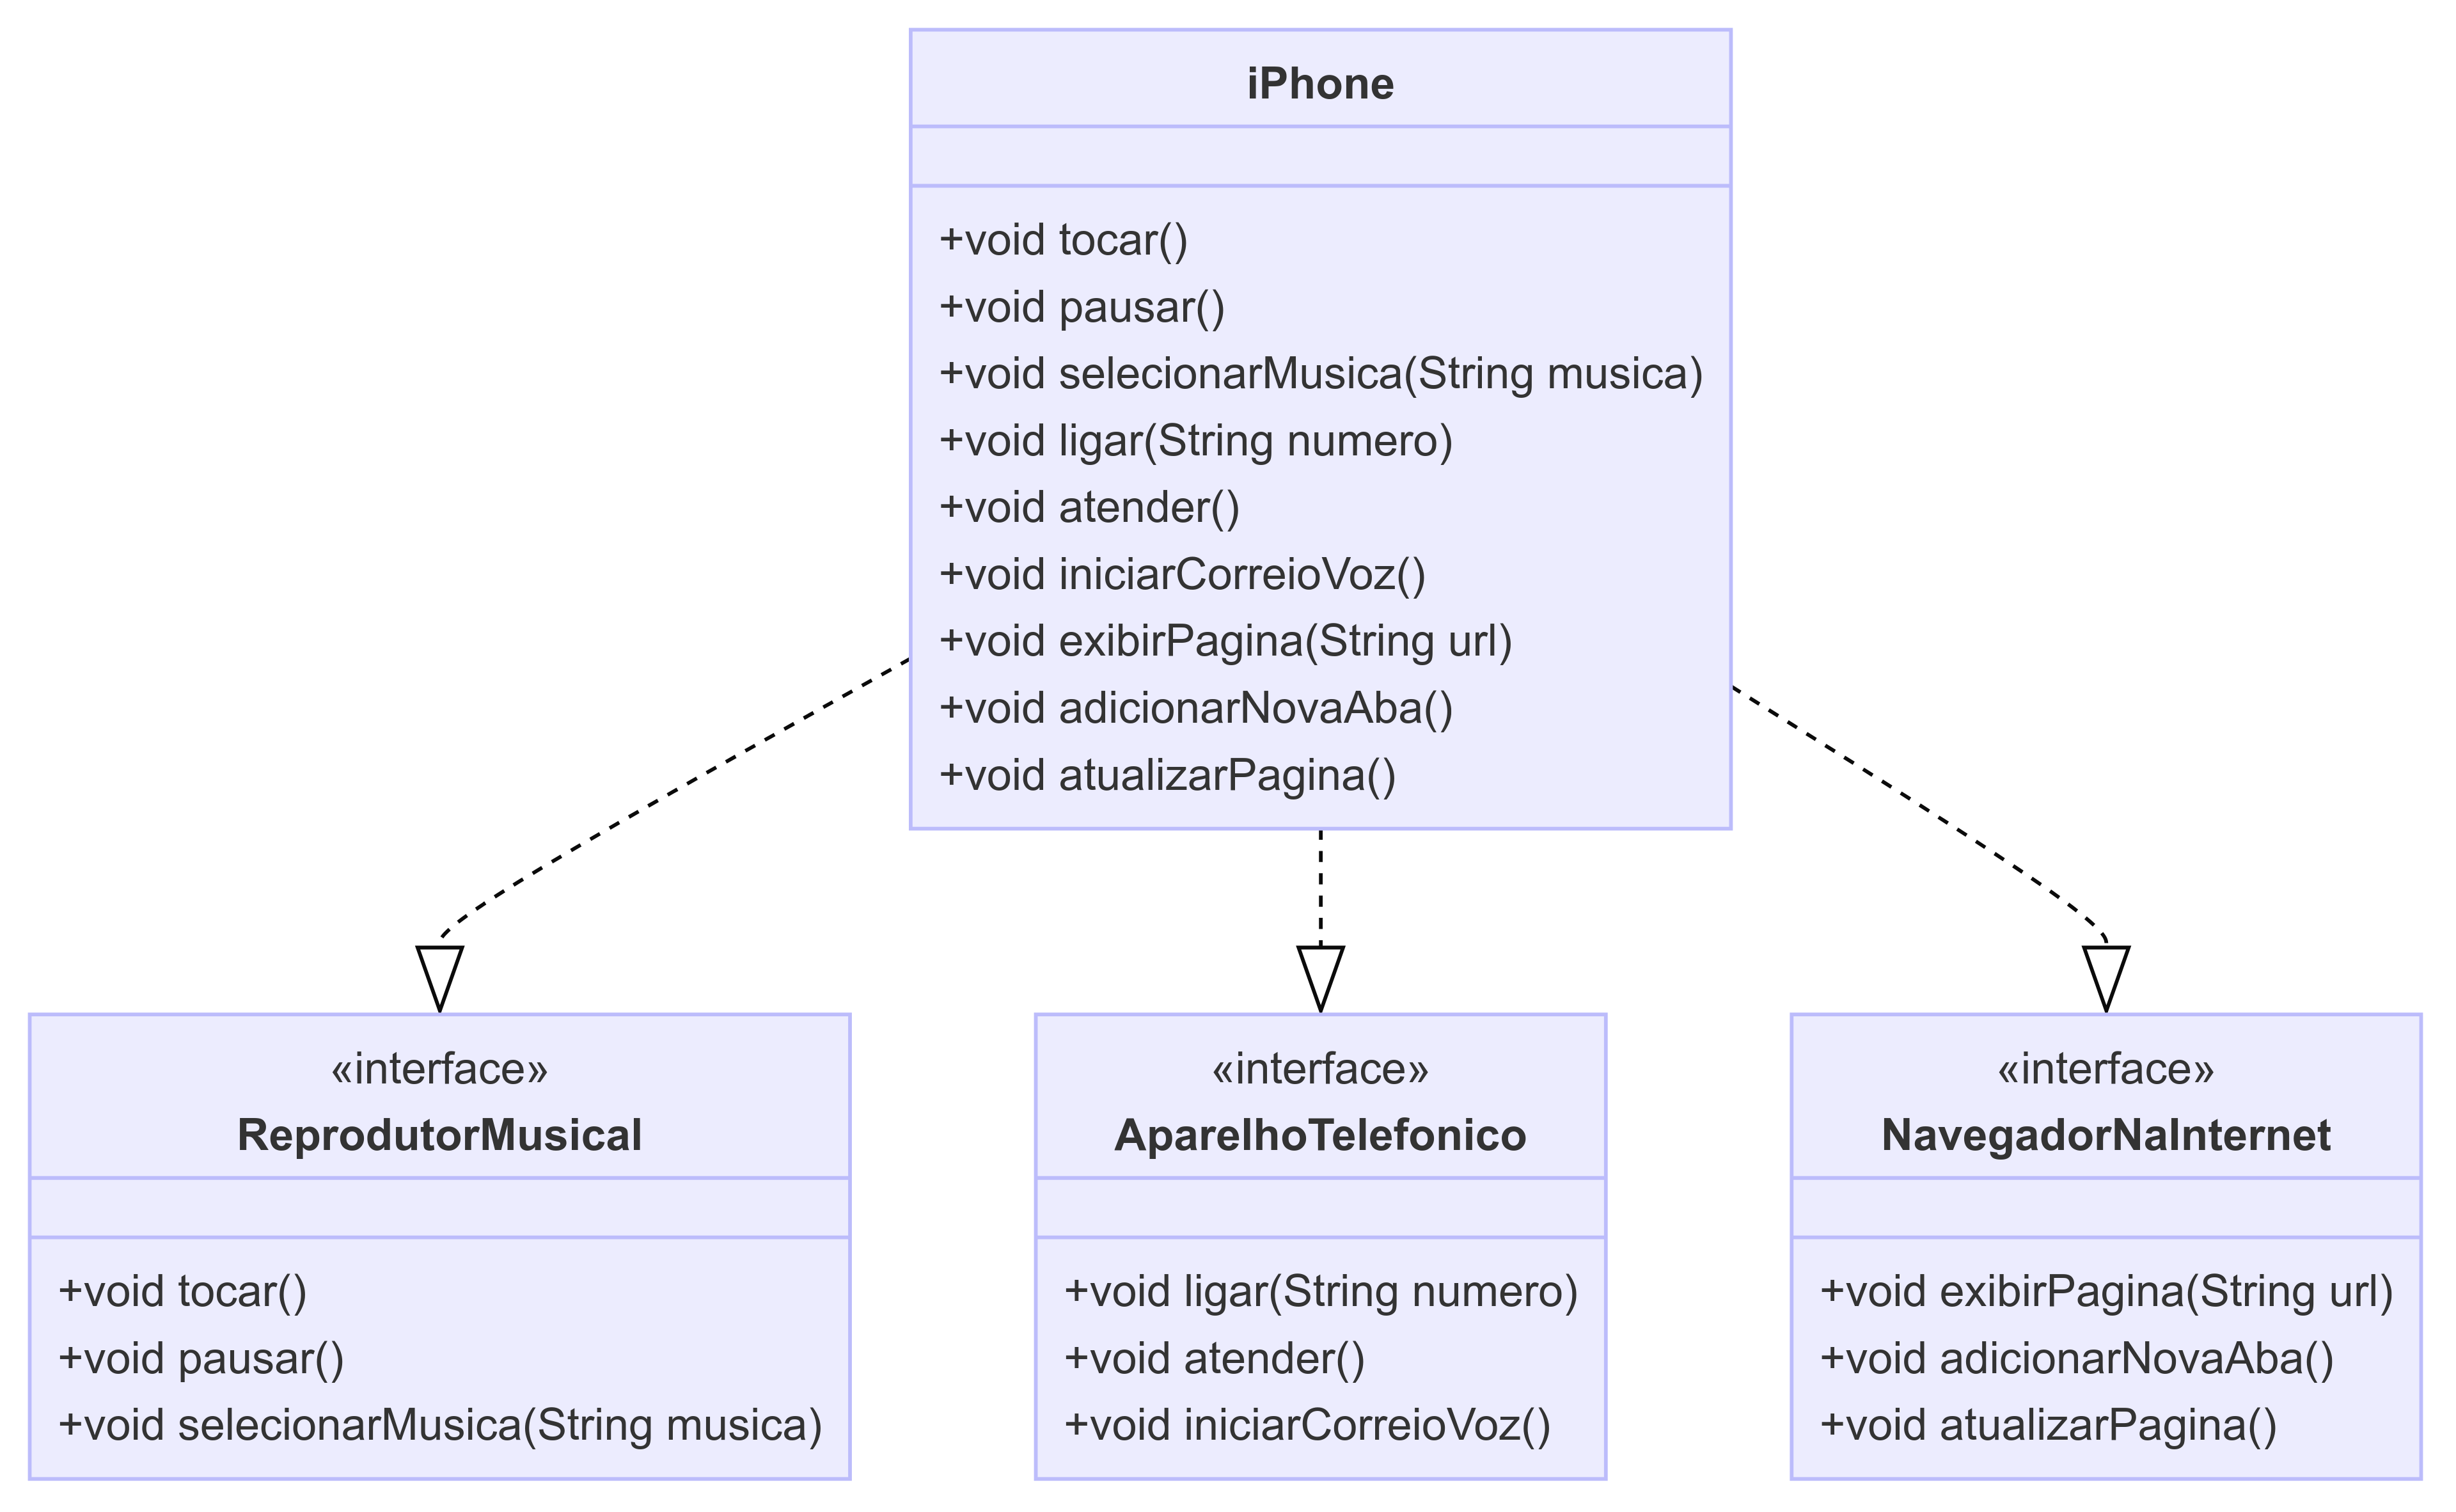 iPhone
+void tocar()
+void pausar()
+void selecionarMusica(String musica)
+void ligar(String numero)
+void atender()
+void iniciarCorreioVoz()
+void exibirPagina(String url)
+void adicionarNovaAba()
+void atualizarPagina()
«interface»
ReprodutorMusical
+void tocar()
+void pausar()
+void selecionarMusica(String musica)
«interface»
AparelhoTelefonico
+void ligar(String numero)
+void atender()
+void iniciarCorreioVoz()
«interface»
NavegadorNaInternet
+void exibirPagina(String url)
+void adicionarNovaAba()
+void atualizarPagina()